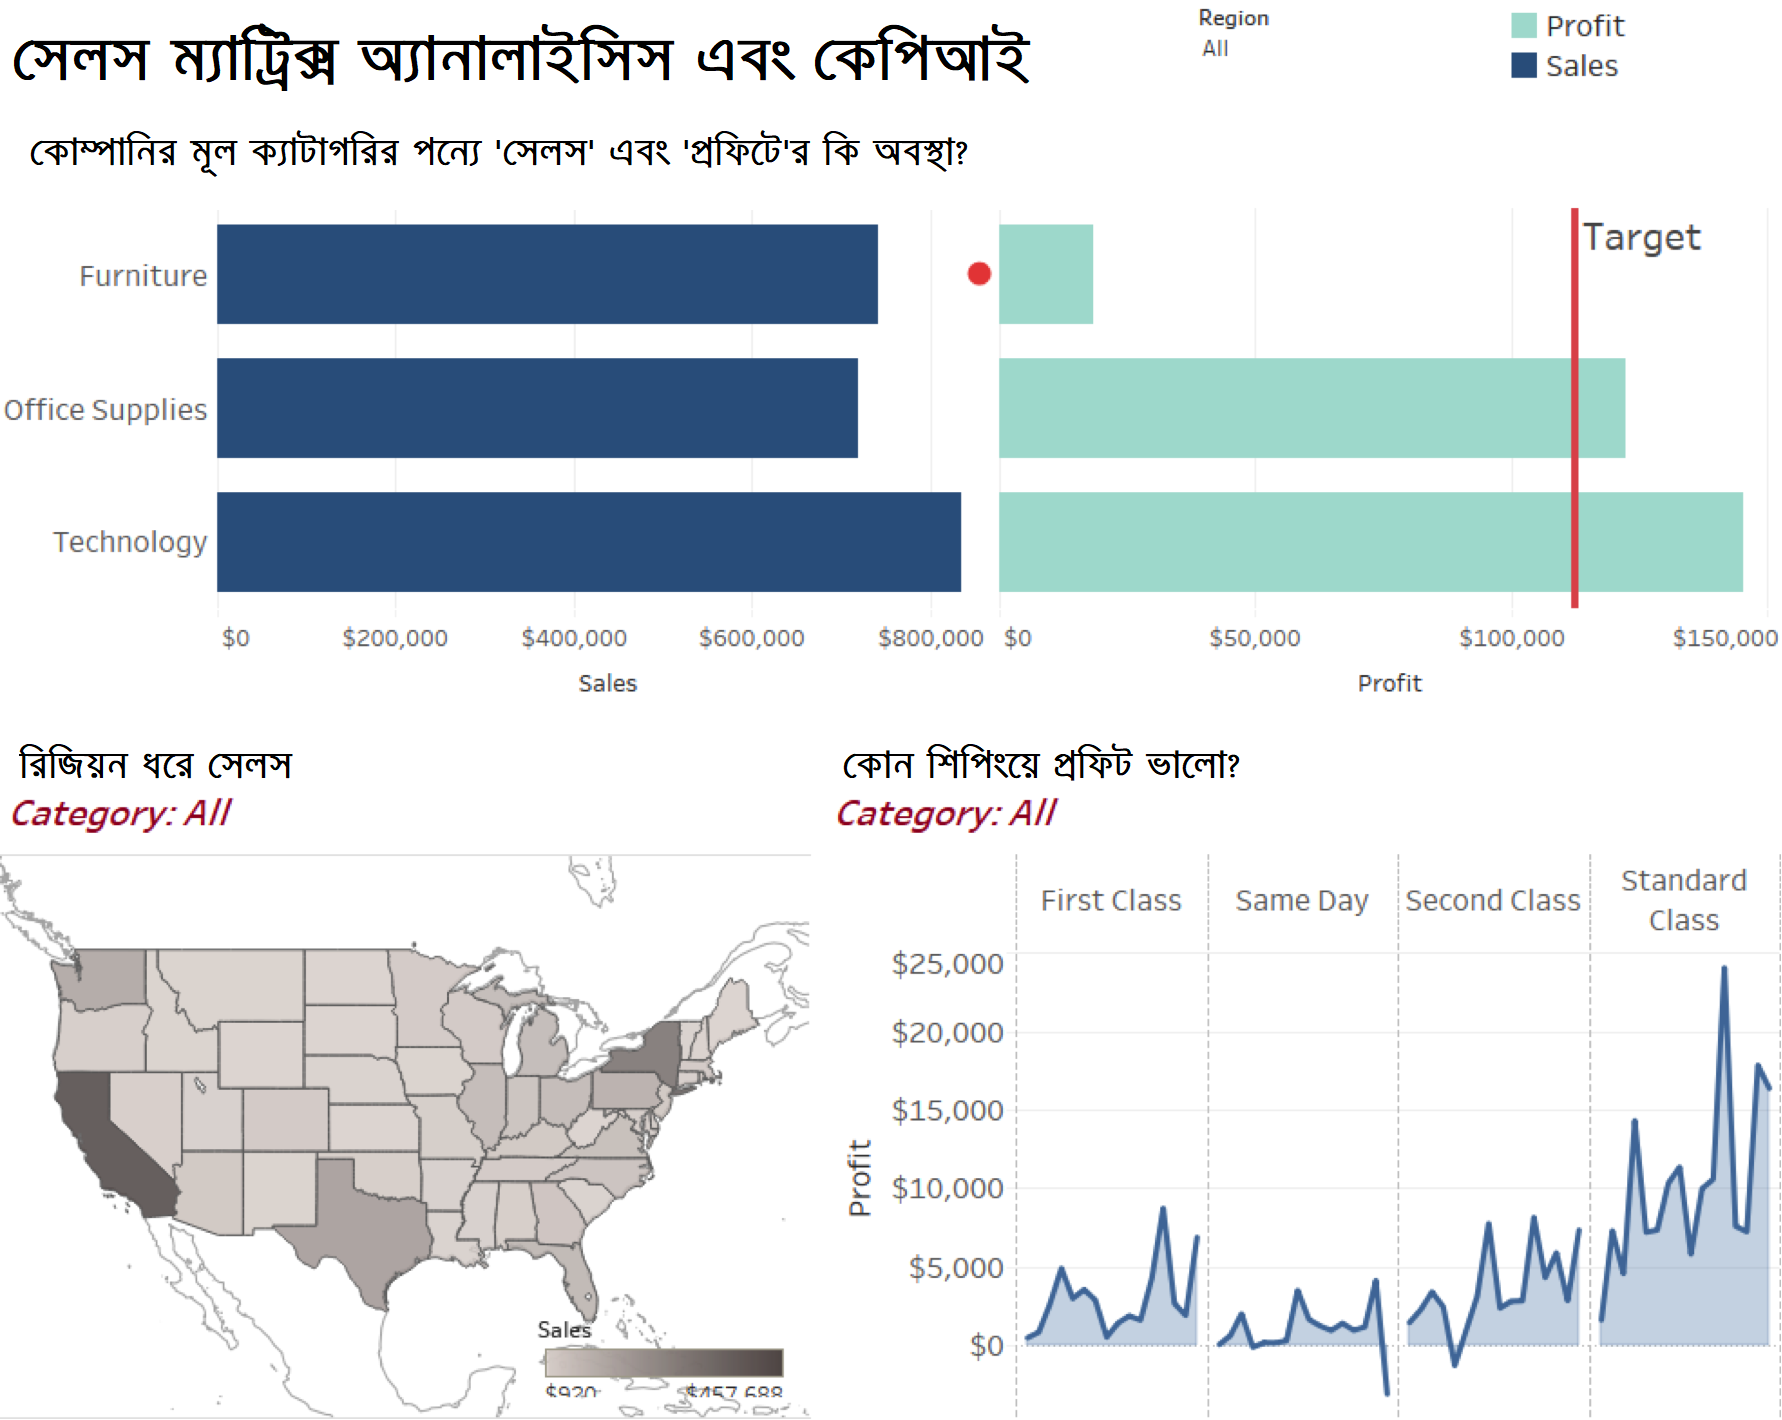 সেলস ম্যাট্রিক্স অ্যানালাইসিস এবং কেপিআই
Region
All
Profit
Sales
কোম্পানির মূল ক্যাটাগরির পন্যে 'সেলস' এবং 'প্রফিটে'র কি অবস্থা?
Target
Furniture
Office Supplies
Technology
$0 $200,000 $400,000 $600,000 $800,000 $0 $50,000 $100,000 $150,000
Sales Profit
রিজিয়ন ধরে সেলস
Category: All
Sales
$920 $457,688
কোন শিপিংয়ে প্রফিট ভালো?
Category: All
First Class Same Day Second Class Standard Class
$25,000
$20,000
$15,000
$10,000
$5,000
$0
Profit